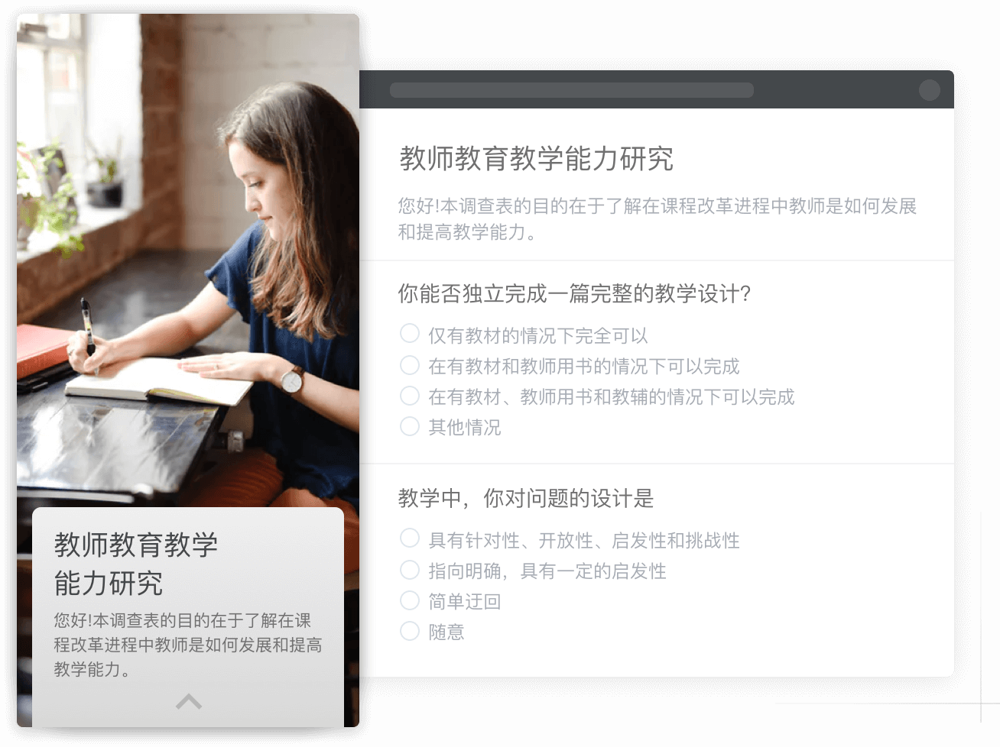 教师教育教学
能力研究
您好!本调查表的目的在于了解在课
程改革进程中教师是如何发展和提高
教学能力。
教师教育教学能力研究
您好!本调查表的目的在于了解在课程改革进程中教师是如何发展
和提高教学能力。
你能否独立完成一篇完整的教学设计?
仅有教材的情况下完全可以
在有教材和教师用书的情况下可以完成
在有教材、教师用书和教辅的情况下可以完成
其他情况
教学中，你对问题的设计是
具有针对性、开放性、启发性和挑战性
指向明确，具有一定的启发性
简单迂回
随意